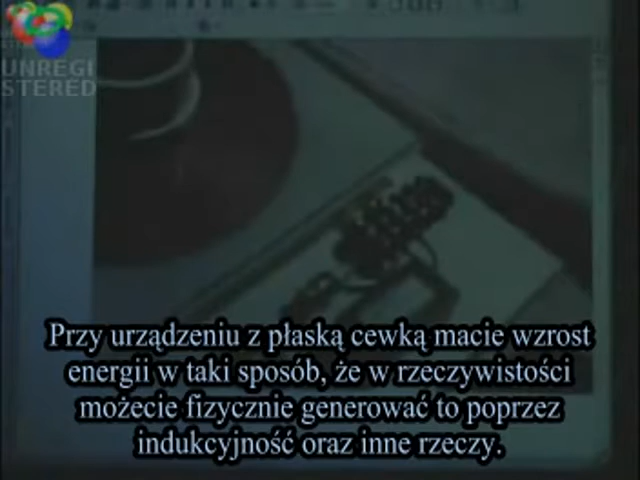 UNREGI
STERED
Przy urządzeniu z płaską cewką macie wzrost
energii w taki sposób, że w rzeczywistości
możecie fizycznie generować to poprzez
indukcyjność oraz inne rzeczy.